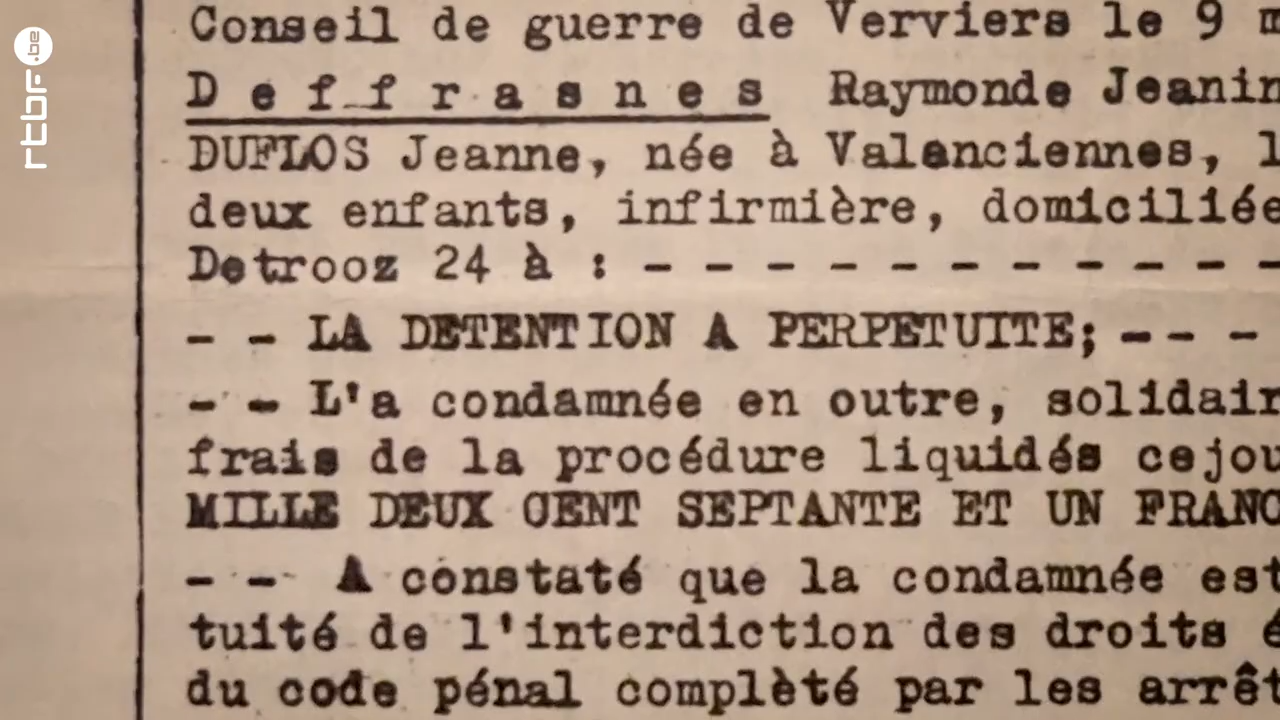 rtbf.be
Conseil de guerre de Verviers le 9 m
Deffrasnes Raymonde Jeanin
DUFLOS Jeanne, née à Valenciennes, l
deux enfants, infirmière, domiciliée
Detrooz 24 à : - - - - - - - - - - -
- - LA DETENTION A PERPETUITE; - - -
- - L'a condamnée en outre, solidair
frais de la procédure liquidés cejou
MILLE DEUX CENT SEPTANTE ET UN FRANC
- - A constaté que la condamnée est
tuité de l'interdiction des droits é
du code pénal complèté par les arrêt